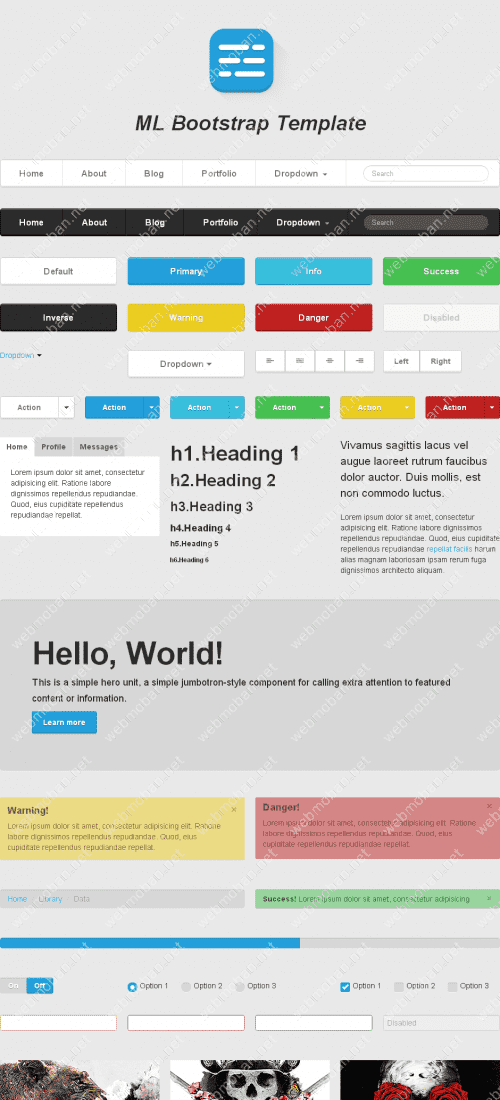 ML Bootstrap Template
Home About Blog Portfolio Dropdown Search
Home About Blog Portfolio Dropdown Search
Default Primary Info Success
Inverse Warning Danger Disabled
Dropdown Dropdown Left Right
Action Action Action Action Action Action
Home Profile Messages
Lorem ipsum dolor sit amet, consectetur
adipisicing elit. Ratione labore
dignissimos repellendus repudiandae.
Quod, eius cupiditate repellendus
repudiandae repellat.
h1.Heading 1
h2.Heading 2
h3.Heading 3
h4.Heading 4
h5.Heading 5
h6.Heading 6
Vivamus sagittis lacus vel
augue laoreet rutrum faucibus
dolor auctor. Duis mollis, est
non commodo luctus.
Lorem ipsum dolor sit amet, consectetur
adipisicing elit. Ratione labore
dignissimos repellendus. Quod, eius cupiditate
repellendus repudiandae repellat facilis harum
alias magnam laboriosam ipsam rerum fuga
dignissimos architecto aliquam.
Hello, World!
This is a simple hero unit, a simple jumbotron-style component for calling extra attention to featured
content or information.
Learn more
Warning! ×
Lorem ipsum dolor sit amet, consectetur adipisicing elit. Ratione
labore dignissimos repellendus repudiandae repellendus. Quod, eius
cupiditate repellendus repudiandae repellat.
Danger! ×
Lorem ipsum dolor sit amet, consectetur adipisicing elit. Ratione
labore dignissimos repellendus repudiandae repellendus. Quod, eius
cupiditate repellendus repudiandae repellat.
Home Library Data
Success! Lorem ipsum dolor sit amet, consectetur adipisicing ×
On Off Option 1 Option 2 Option 3 Option 1 Option 2 Option 3
Disabled
webmoban.net